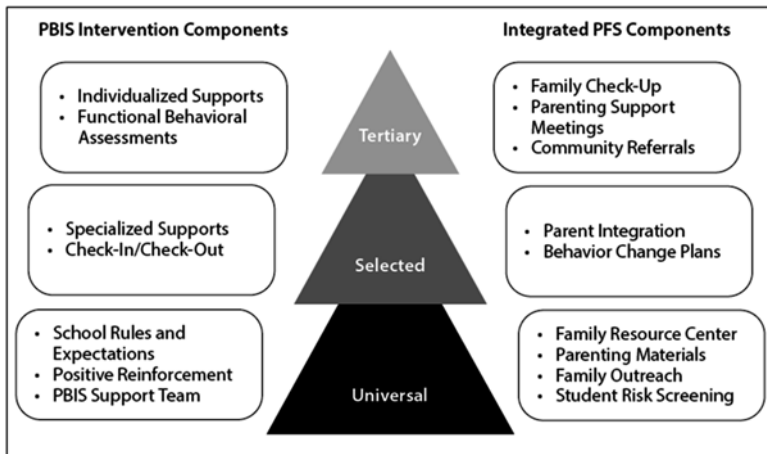 PBIS Intervention Components
Integrated PFS Components
• Individualized Supports
• Functional Behavioral
Assessments
Tertiary
• Family Check-Up
• Parenting Support
Meetings
• Community Referrals
• Specialized Supports
• Check-In/Check-Out
Selected
• Parent Integration
• Behavior Change Plans
• School Rules and
Expectations
• Positive Reinforcement
• PBIS Support Team
Universal
• Family Resource Center
• Parenting Materials
• Family Outreach
• Student Risk Screening